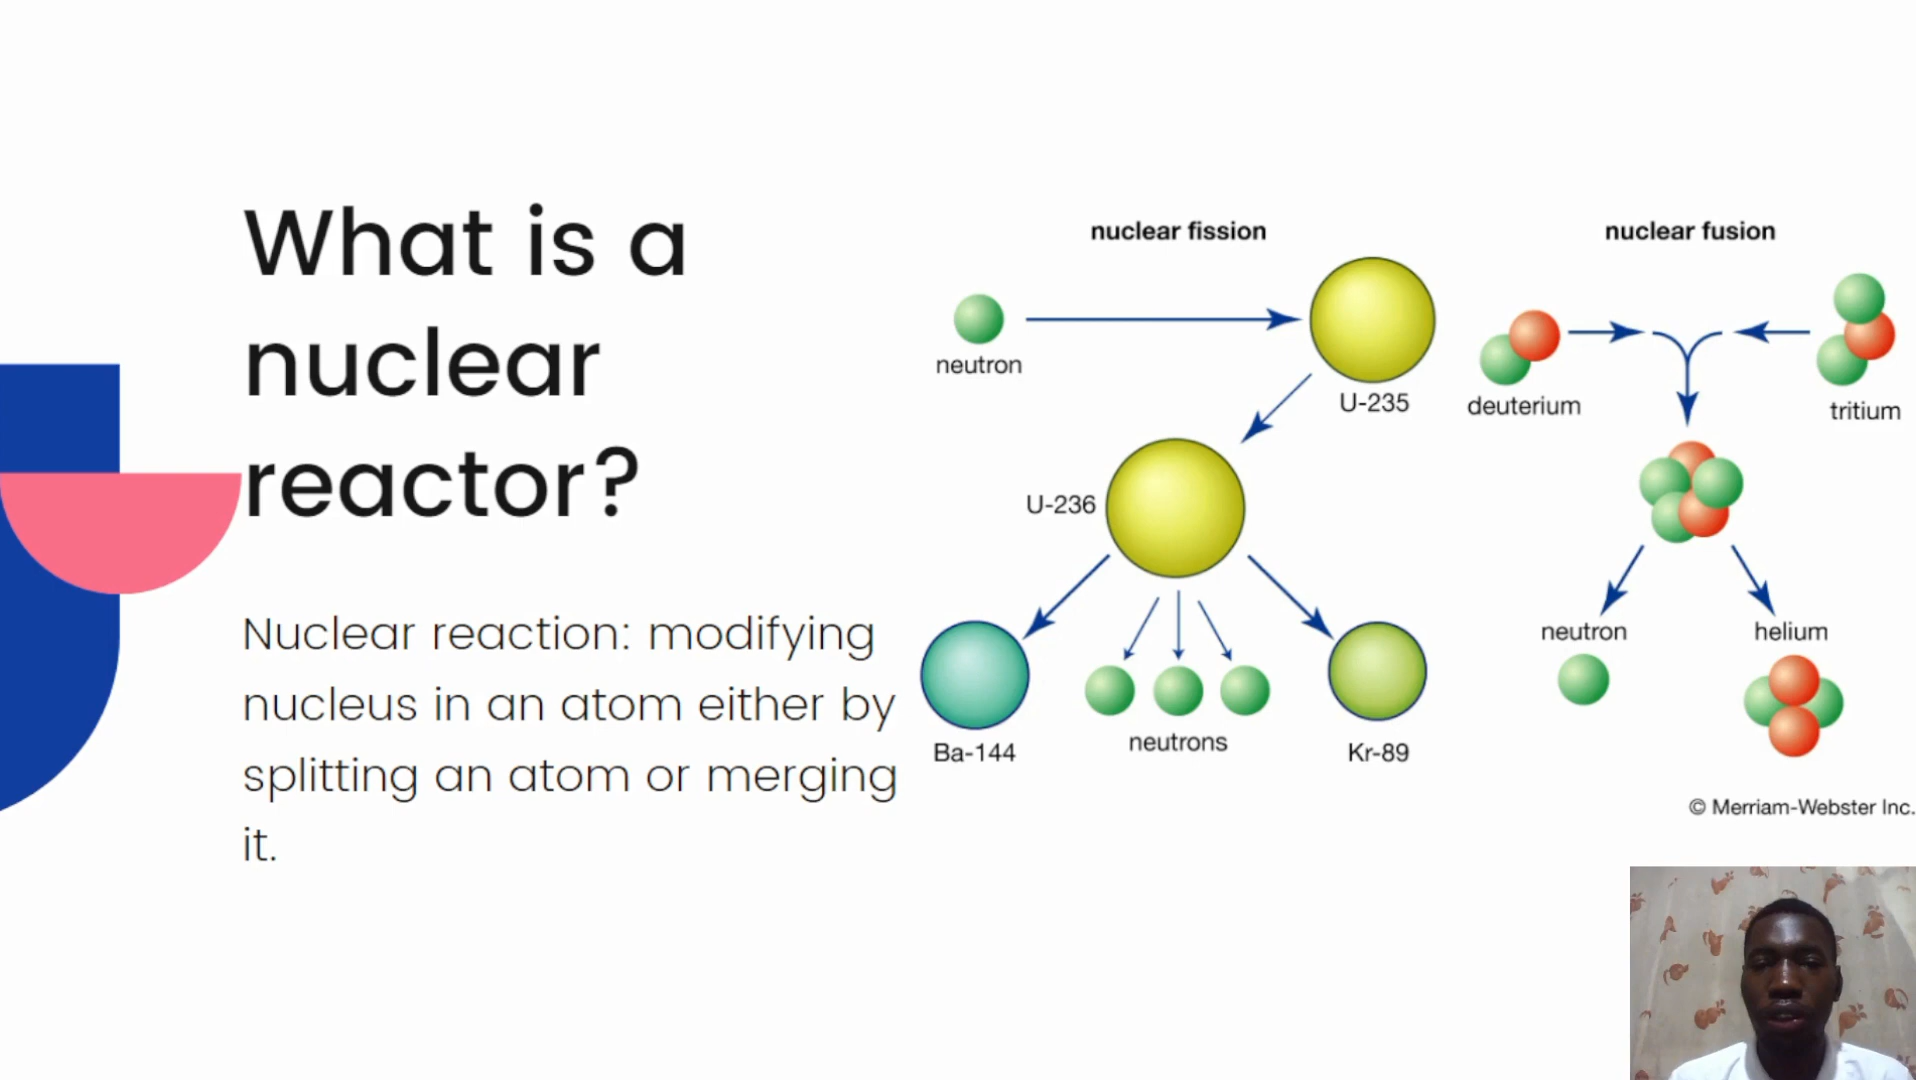 What is a
nuclear
reactor?
Nuclear reaction: modifying
nucleus in an atom either by
splitting an atom or merging
it.
nuclear fission
neutron
U-235
U-236
Ba-144
neutrons
Kr-89
nuclear fusion
deuterium
tritium
neutron
helium
© Merriam-Webster Inc.